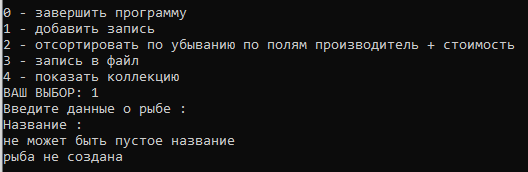 0 - завершить программу
1 - добавить запись
2 - отсортировать по убыванию по полям производитель + стоимость
3 - запись в файл
4 - показать коллекцию
ВАШ ВЫБОР: 1
Введите данные о рыбе :
Название :
не может быть пустое название
рыба не создана